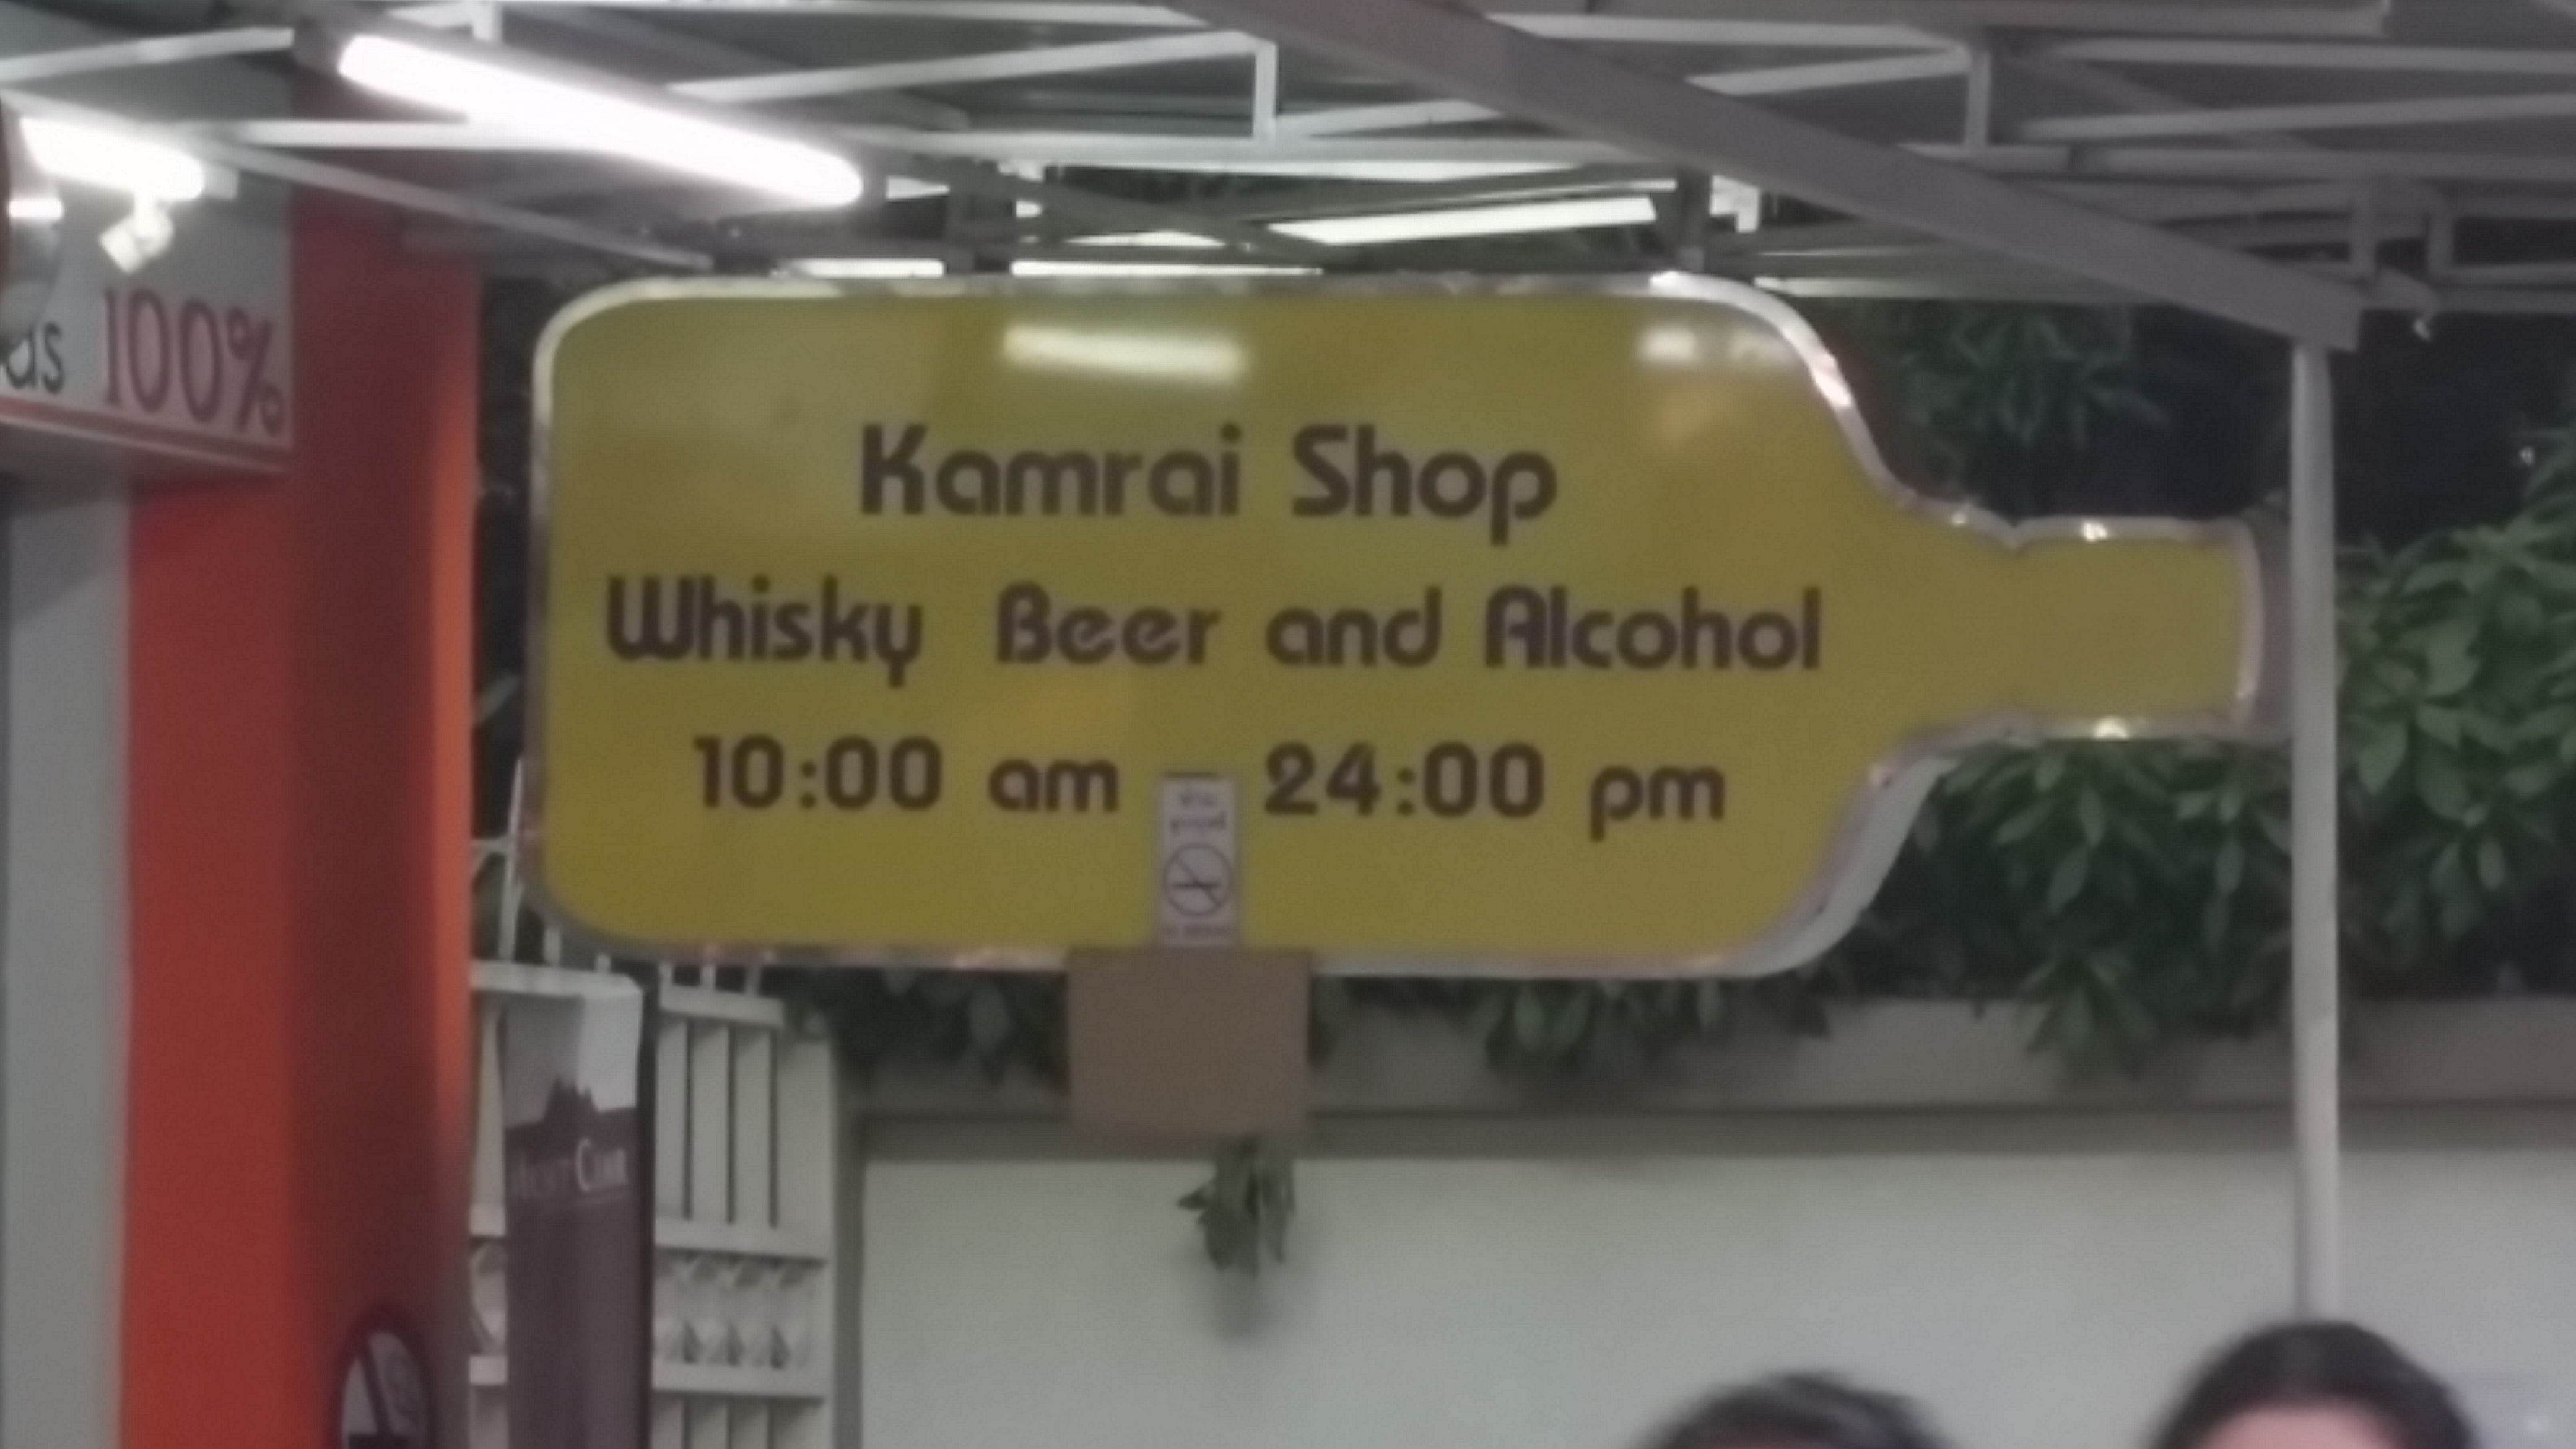 100%
Kamrai Shop
Whisky Beer and Alcohol
10:00 am 24:00 pm